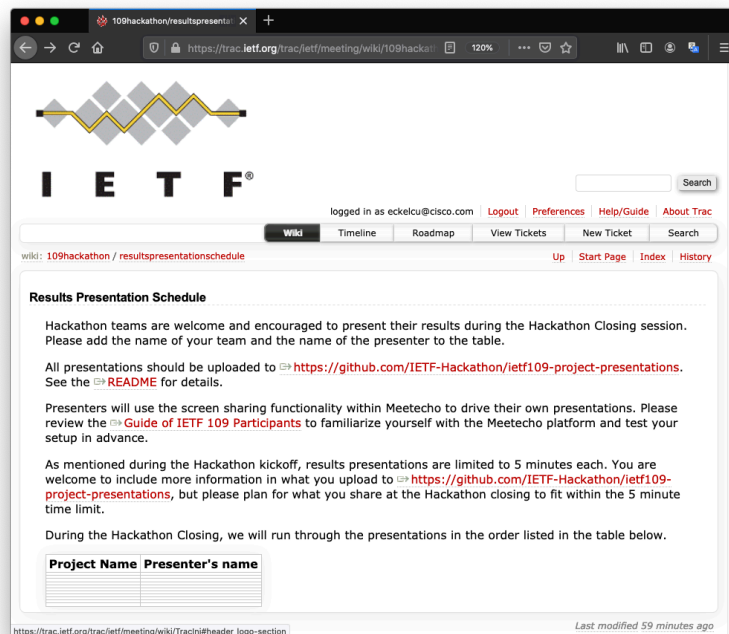 109hackathon/resultspresentat
https://trac.ietf.org/trac/ietf/meeting/wiki/109hackat
120%
I E T F®
Search
logged in as eckelcu@cisco.com Logout Preferences Help/Guide About Trac
Wiki Timeline Roadmap View Tickets New Ticket Search
wiki: 109hackathon / resultspresentationschedule Up Start Page Index History
Results Presentation Schedule
Hackathon teams are welcome and encouraged to present their results during the Hackathon Closing session.
Please add the name of your team and the name of the presenter to the table.
All presentations should be uploaded to https://github.com/IETF-Hackathon/ietf109-project-presentations.
See the README for details.
Presenters will use the screen sharing functionality within Meetecho to drive their own presentations. Please
review the Guide of IETF 109 Participants to familiarize yourself with the Meetecho platform and test your
setup in advance.
As mentioned during the Hackathon kickoff, results presentations are limited to 5 minutes each. You are
welcome to include more information in what you upload to https://github.com/IETF-Hackathon/ietf109-
project-presentations, but please plan for what you share at the Hackathon closing to fit within the 5 minute
time limit.
During the Hackathon Closing, we will run through the presentations in the order listed in the table below.
Project Name Presenter's name
Last modified 59 minutes ago
https://trac.ietf.org/trac/ietf/meeting/wiki/TracIni#header_logo-section